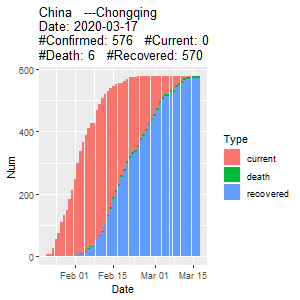 China   ---Chongqing
Date: 2020-03-17
#Confirmed: 576   #Current: 0
#Death: 6   #Recovered: 570
600
400
200
0
Num
Feb 01 Feb 15 Mar 01 Mar 15
Date
Type
current
death
recovered